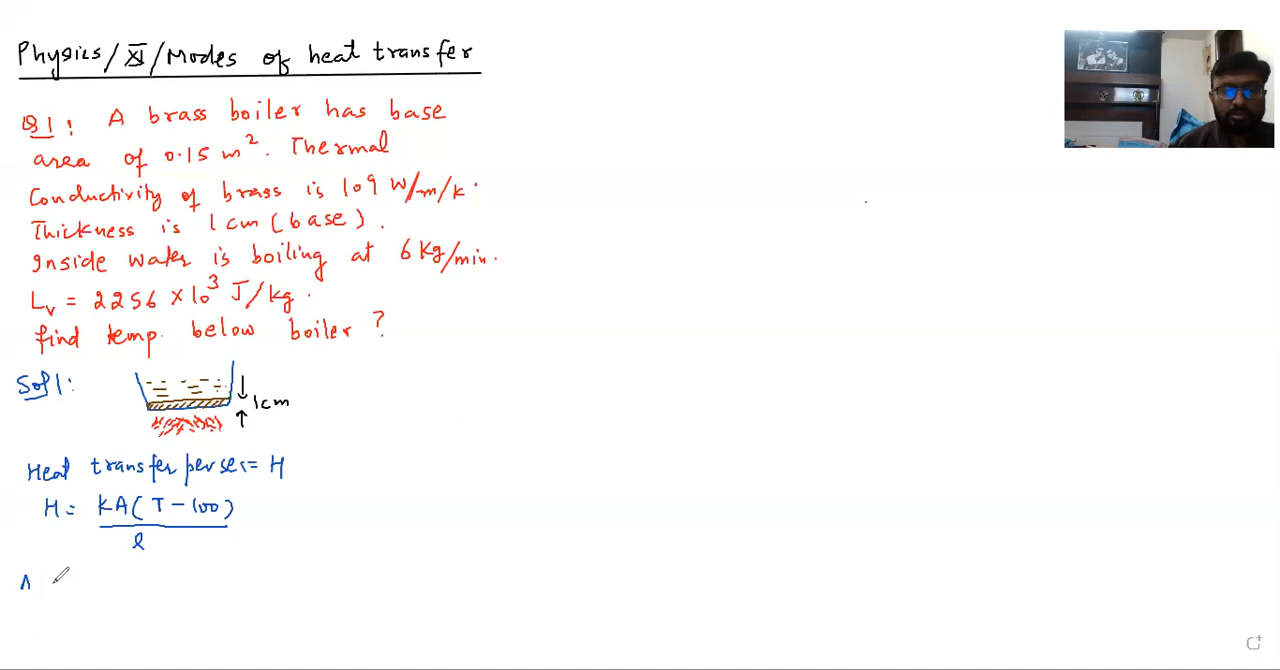 Physics/XI/Modes of heat transfer
Q1: A brass boiler has base
area of 0.15 m². Thermal
Conductivity of brass is 109 W/m/K.
Thickness is 1 cm (base).
Inside water is boiling at 6 Kg/min.
Lv = 2256 × 10³ J/kg.
find temp. below boiler?
Sol 1:
1cm
Heat transfer per sec = H
H = KA(T - 100)
l